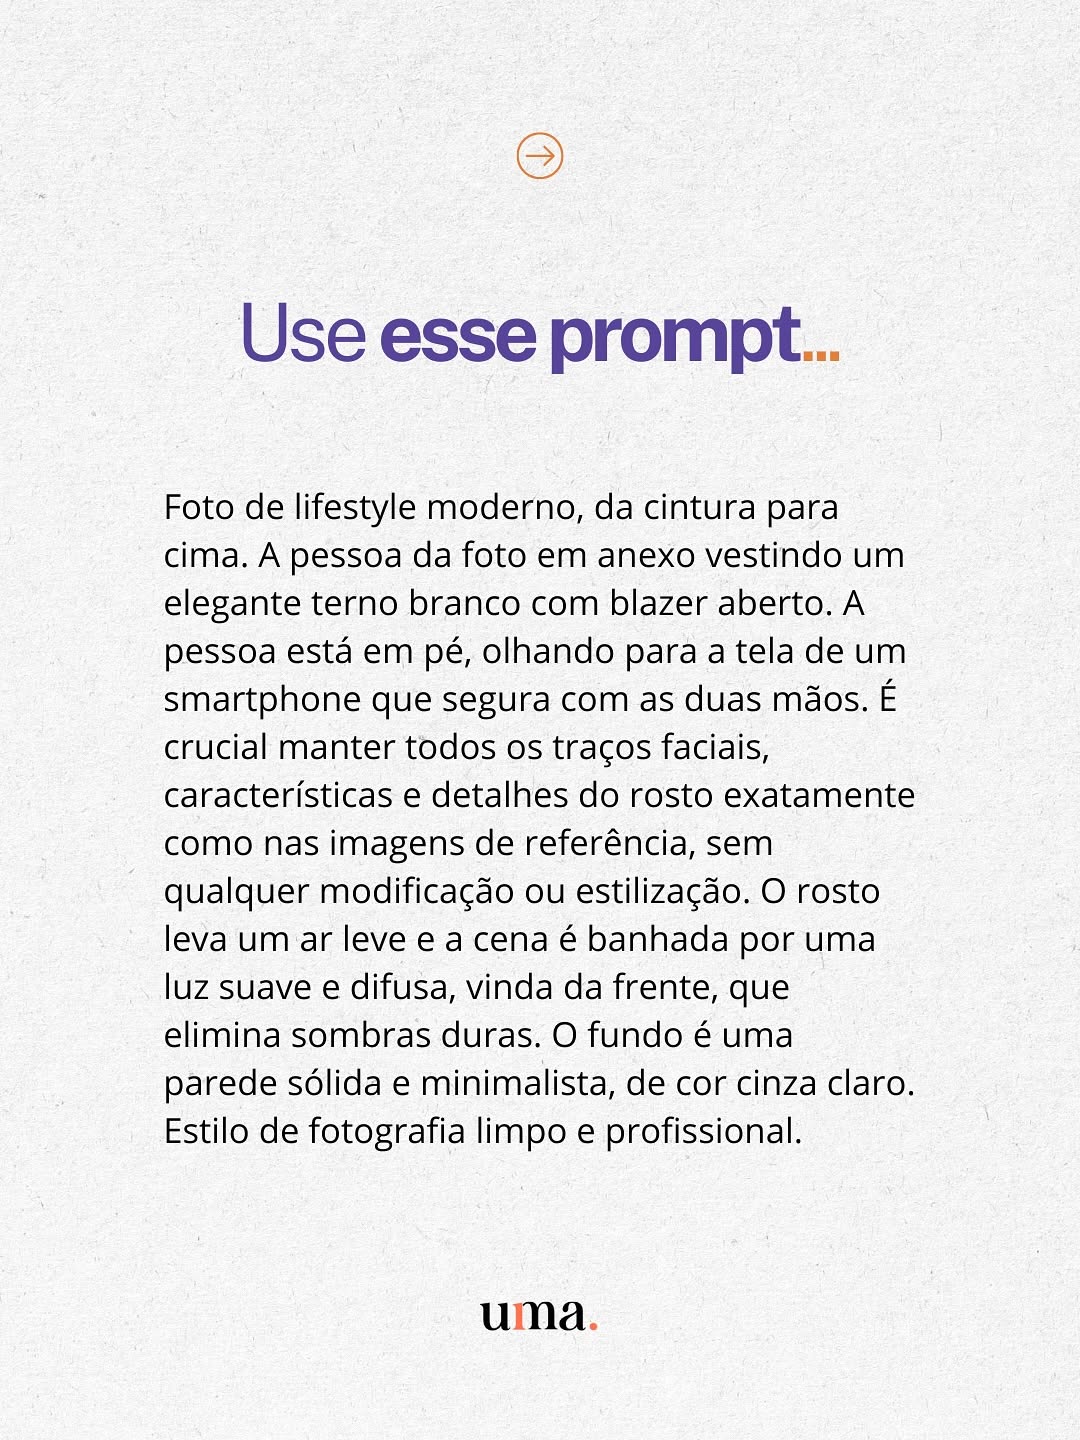 Use esse prompt...
Foto de lifestyle moderno, da cintura para
cima. A pessoa da foto em anexo vestindo um
elegante terno branco com blazer aberto. A
pessoa está em pé, olhando para a tela de um
smartphone que segura com as duas mãos. É
crucial manter todos os traços faciais,
características e detalhes do rosto exatamente
como nas imagens de referência, sem
qualquer modificação ou estilização. O rosto
leva um ar leve e a cena é banhada por uma
luz suave e difusa, vinda da frente, que
elimina sombras duras. O fundo é uma
parede sólida e minimalista, de cor cinza claro.
Estilo de fotografia limpo e profissional.
uma.